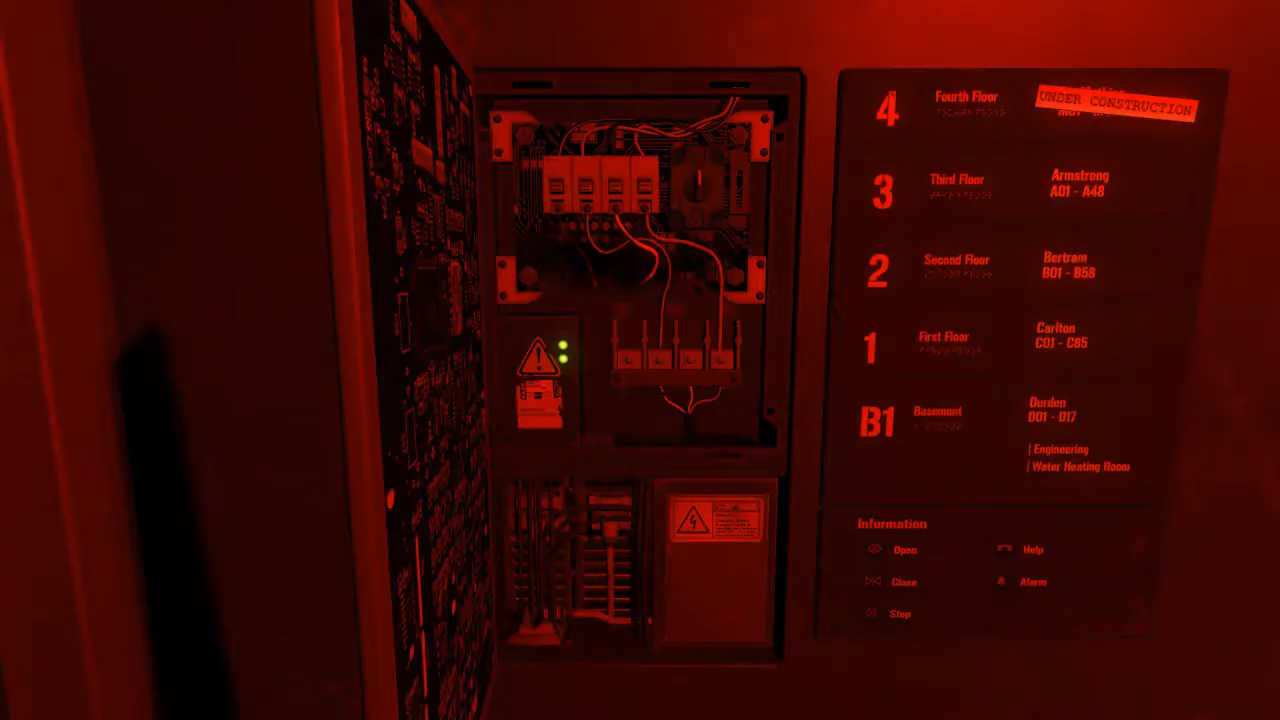 4
Fourth Floor
UNDER CONSTRUCTION
3
Third Floor
Armstrong
A01 - A48
2
Second Floor
Bertram
B01 - B58
1
First Floor
Carlton
C01 - C85
B1
Basement
Durden
D01 - D17
Engineering
Water Heating Room
Information
Open
Help
Close
Alarm
Stop